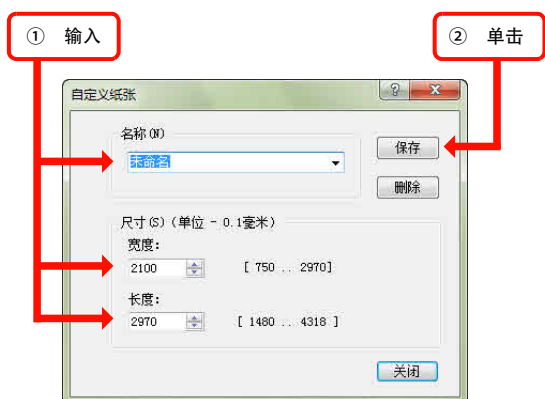 ① 输入
② 单击
自定义纸张
名称(N)
未命名
保存
删除
尺寸(S)(单位 - 0.1毫米)
宽度:
2100 [ 750 .. 2970]
长度:
2970 [ 1480 .. 4318 ]
关闭